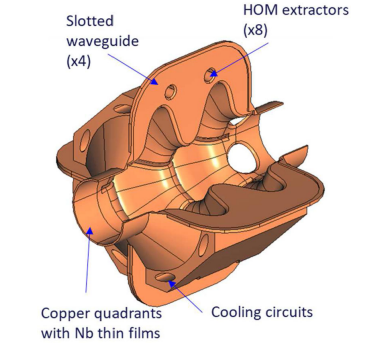 HOM extractors
(x8)
Slotted
waveguide
(x4)
Copper quadrants
with Nb thin films
Cooling circuits